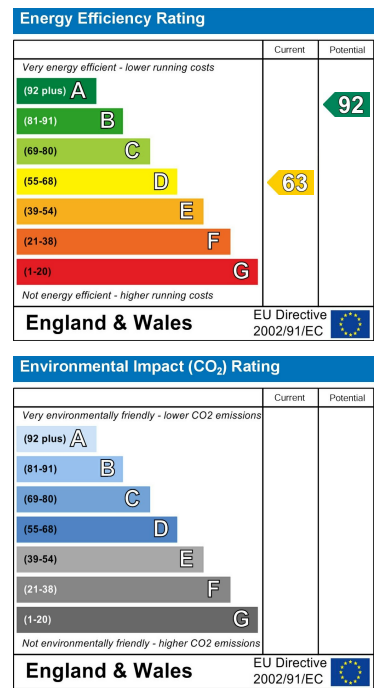 Energy Efficiency Rating
Current Potential
Very energy efficient - lower running costs
(92 plus) A
(81-91) B
92
(69-80) C
(55-68) D
63
(39-54) E
(21-38) F
(1-20) G
Not energy efficient - higher running costs
England & Wales
EU Directive
2002/91/EC
Environmental Impact (CO₂) Rating
Current Potential
Very environmentally friendly - lower CO2 emissions
(92 plus) A
(81-91) B
(69-80) C
(55-68) D
(39-54) E
(21-38) F
(1-20) G
Not environmentally friendly - higher CO2 emissions
England & Wales
EU Directive
2002/91/EC